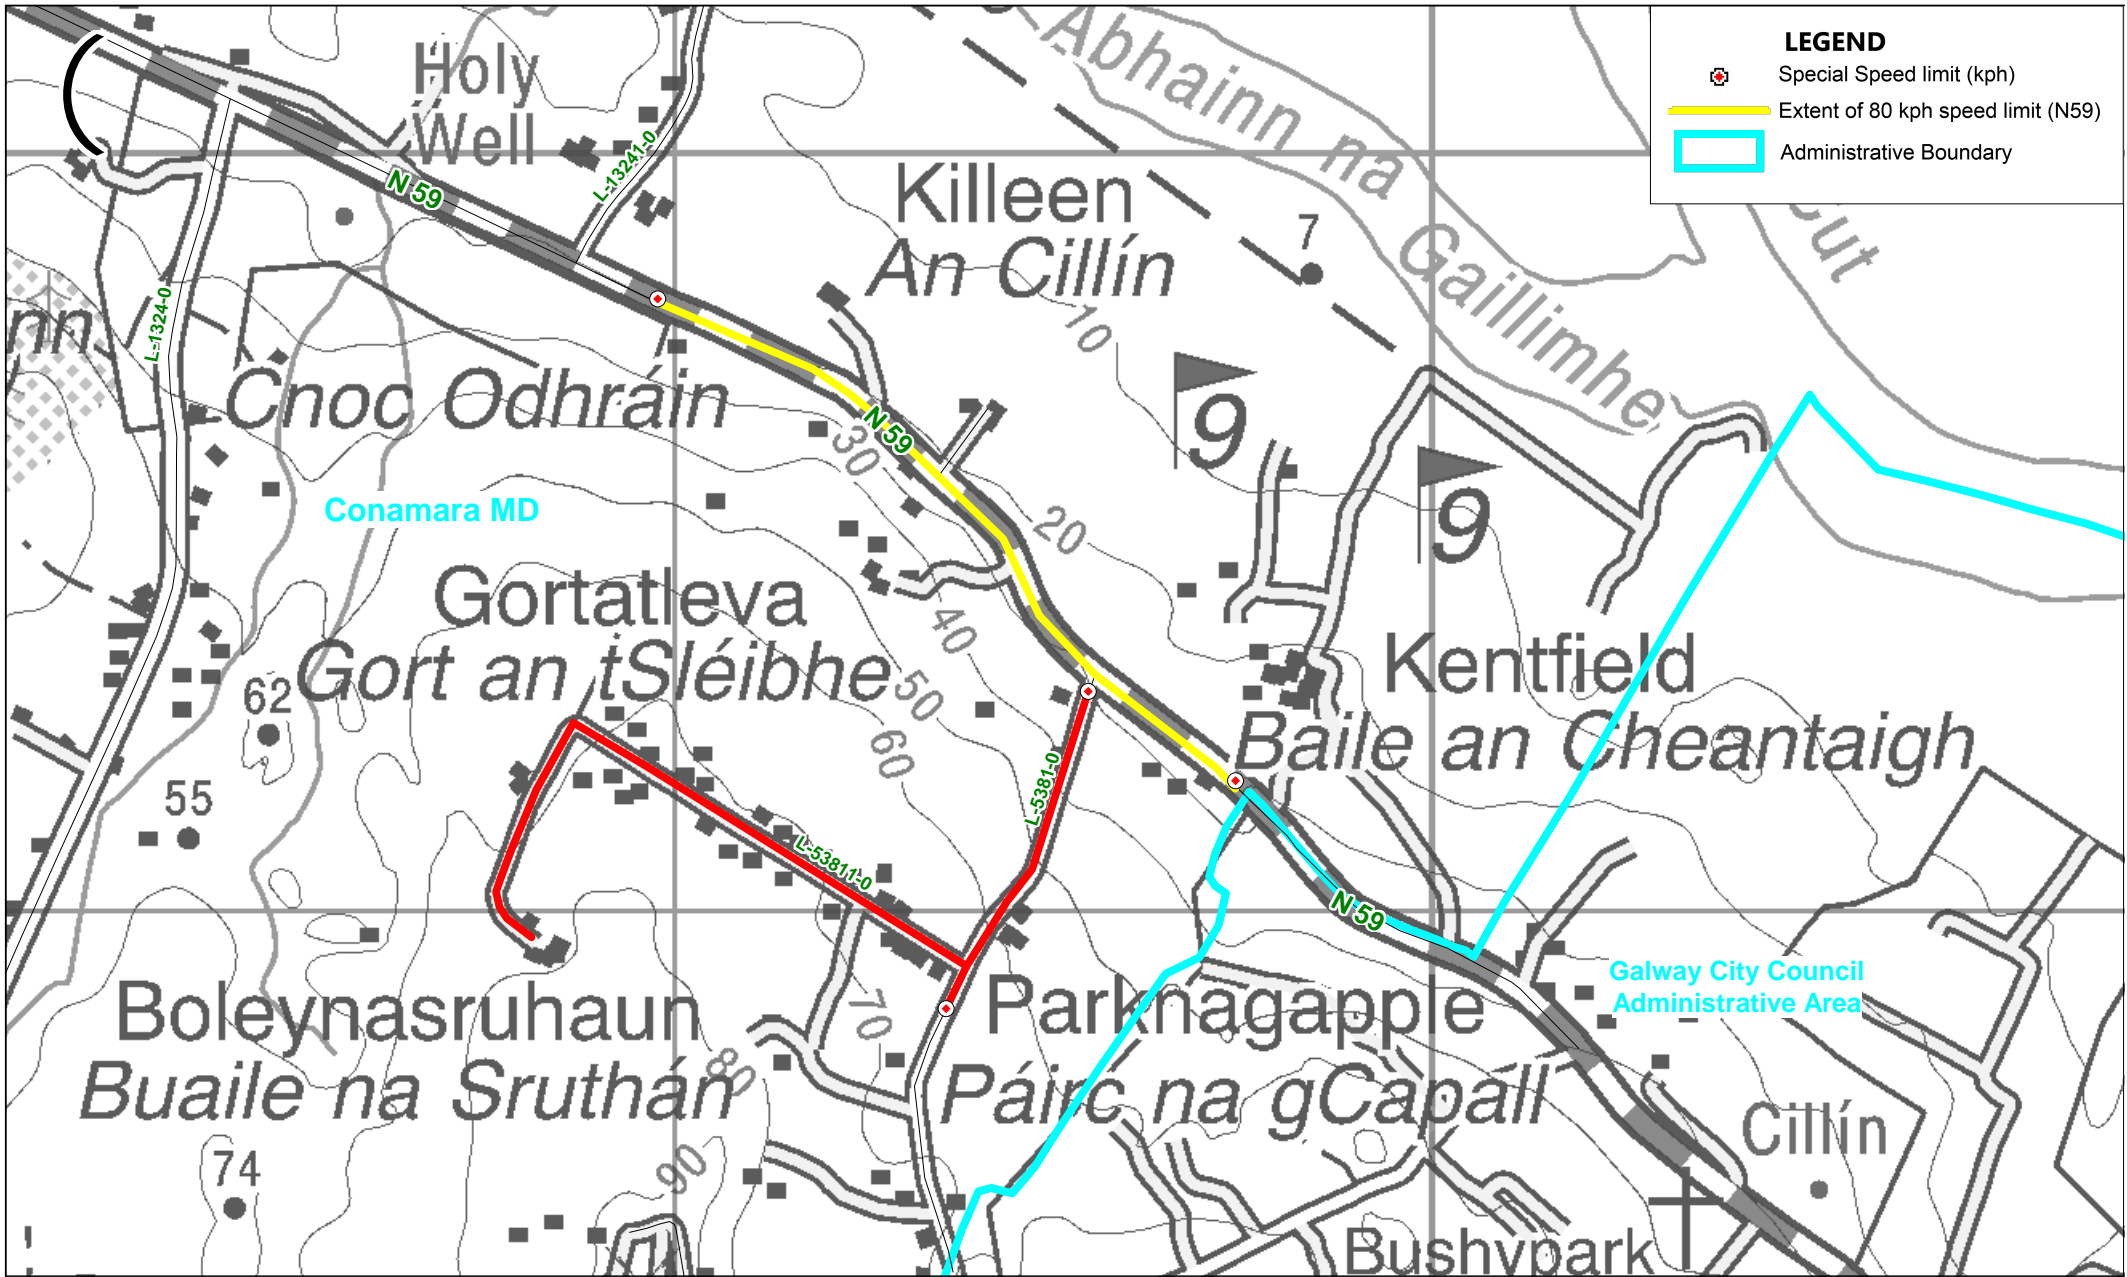 LEGEND
Special Speed limit (kph)
Extent of 80 kph speed limit (N59)
Administrative Boundary
Holy
Well
L-13241-0
N 59
Abhainn na Gaillimhe
Cut
Killeen
An Cillín
7
10
L-1324-0
nn
Cnoc Odhráin
N 59
30
9
9
20
Conamara MD
Gortatleva
Gort an tSléibhe
40
50
60
Kentfield
Baile an Cheantaigh
62
55
L-5381-0
L-53811-0
N 59
Galway City Council
Administrative Area
Boleynasruhaun
Buaile na Sruthán
70
80
90
Parknagapple
Páirc na gCapall
Cillín
74
Bushypark